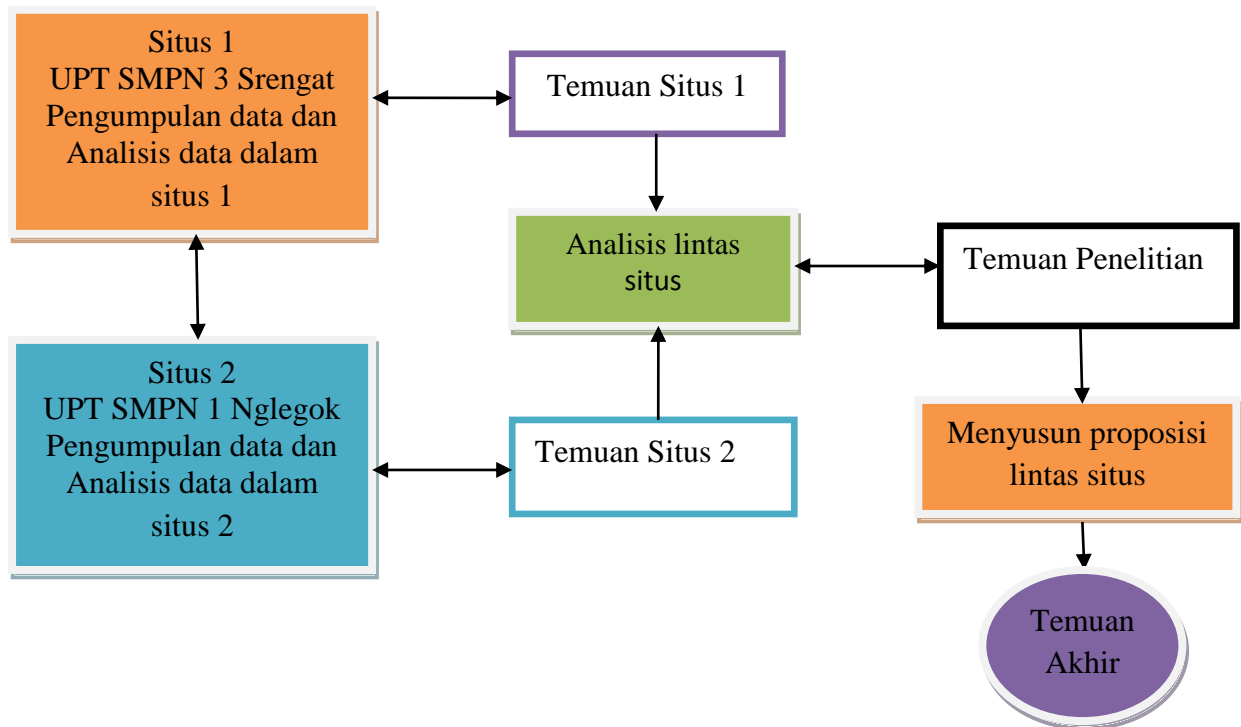 Situs 1
UPT SMPN 3 Srengat
Pengumpulan data dan
Analisis data dalam
situs 1
Temuan Situs 1
Analisis lintas
situs
Temuan Penelitian
Situs 2
UPT SMPN 1 Nglegok
Pengumpulan data dan
Analisis data dalam
situs 2
Temuan Situs 2
Menyusun proposisi
lintas situs
Temuan
Akhir